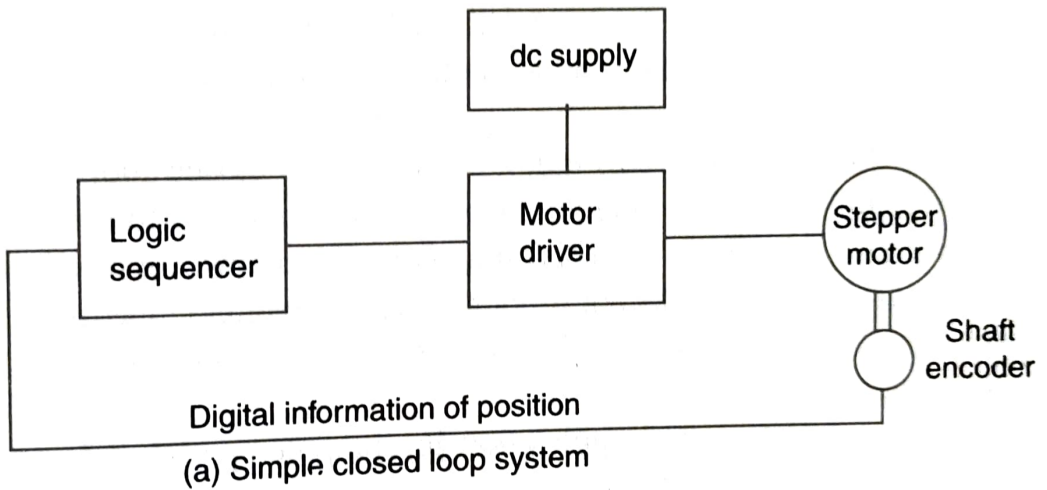 dc supply
Logic
sequencer
Motor
driver
Stepper
motor
Shaft
encoder
Digital information of position
(a) Simple closed loop system